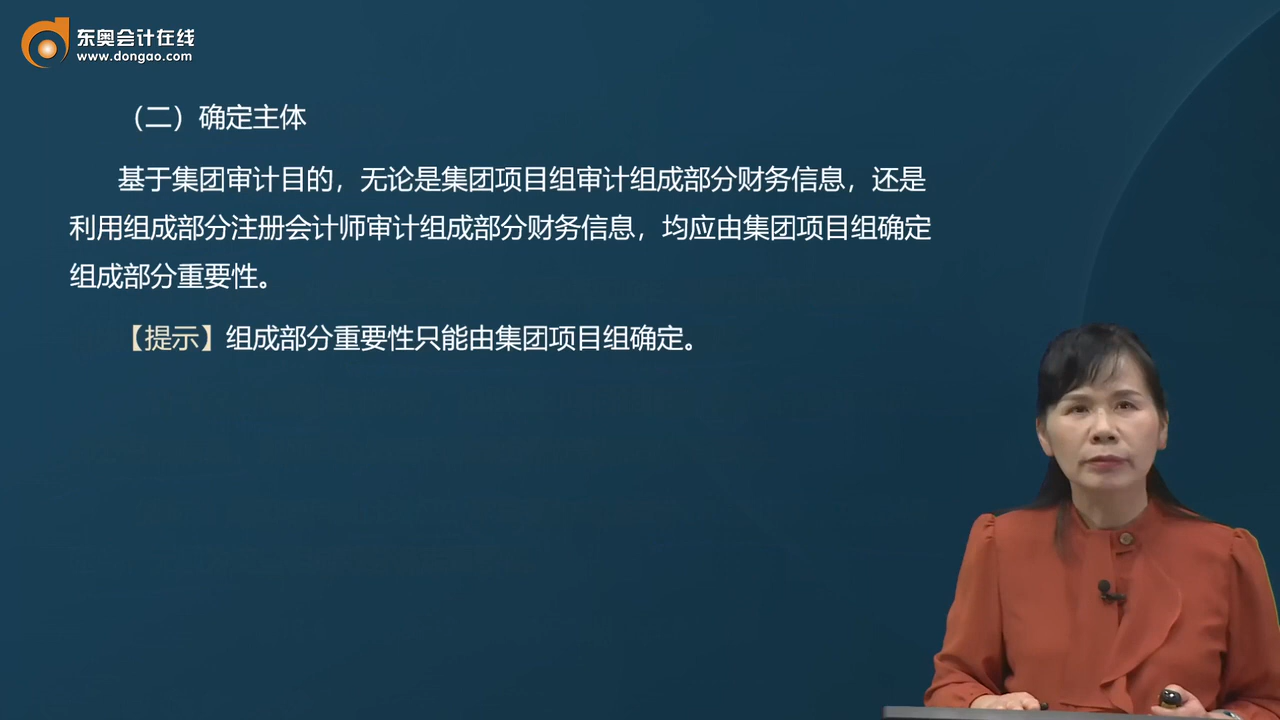 东奥会计在线
www.dongao.com
（二）确定主体
基于集团审计目的，无论是集团项目组审计组成部分财务信息，还是
利用组成部分注册会计师审计组成部分财务信息，均应由集团项目组确定
组成部分重要性。
【提示】组成部分重要性只能由集团项目组确定。